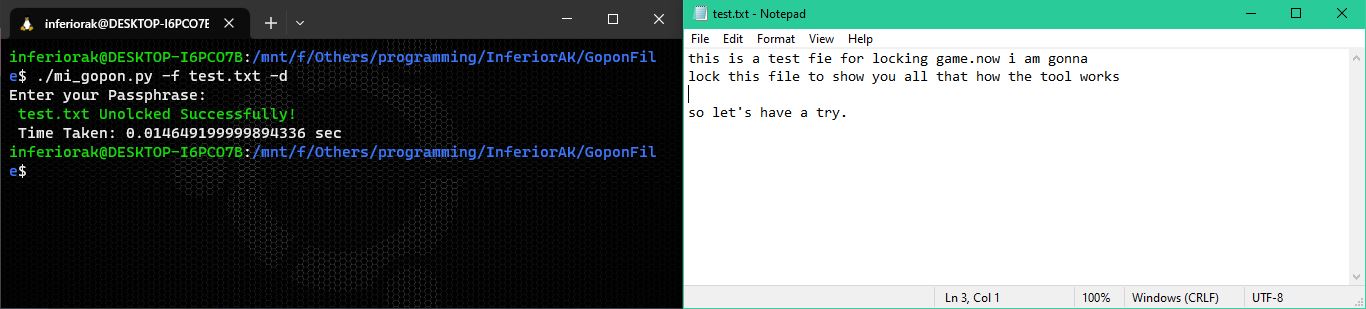 inferiorak@DESKTOP-I6PCO7E
inferiorak@DESKTOP-I6PCO7B:/mnt/f/Others/programming/InferiorAK/GoponFil
e$ ./mi_gopon.py -f test.txt -d
Enter your Passphrase:
test.txt Unolcked Successfully!
Time Taken: 0.014649199999894336 sec
inferiorak@DESKTOP-I6PCO7B:/mnt/f/Others/programming/InferiorAK/GoponFil
e$
test.txt - Notepad
File Edit Format View Help
this is a test fie for locking game.now i am gonna
lock this file to show you all that how the tool works
so let's have a try.
Ln 3, Col 1 100% Windows (CRLF) UTF-8